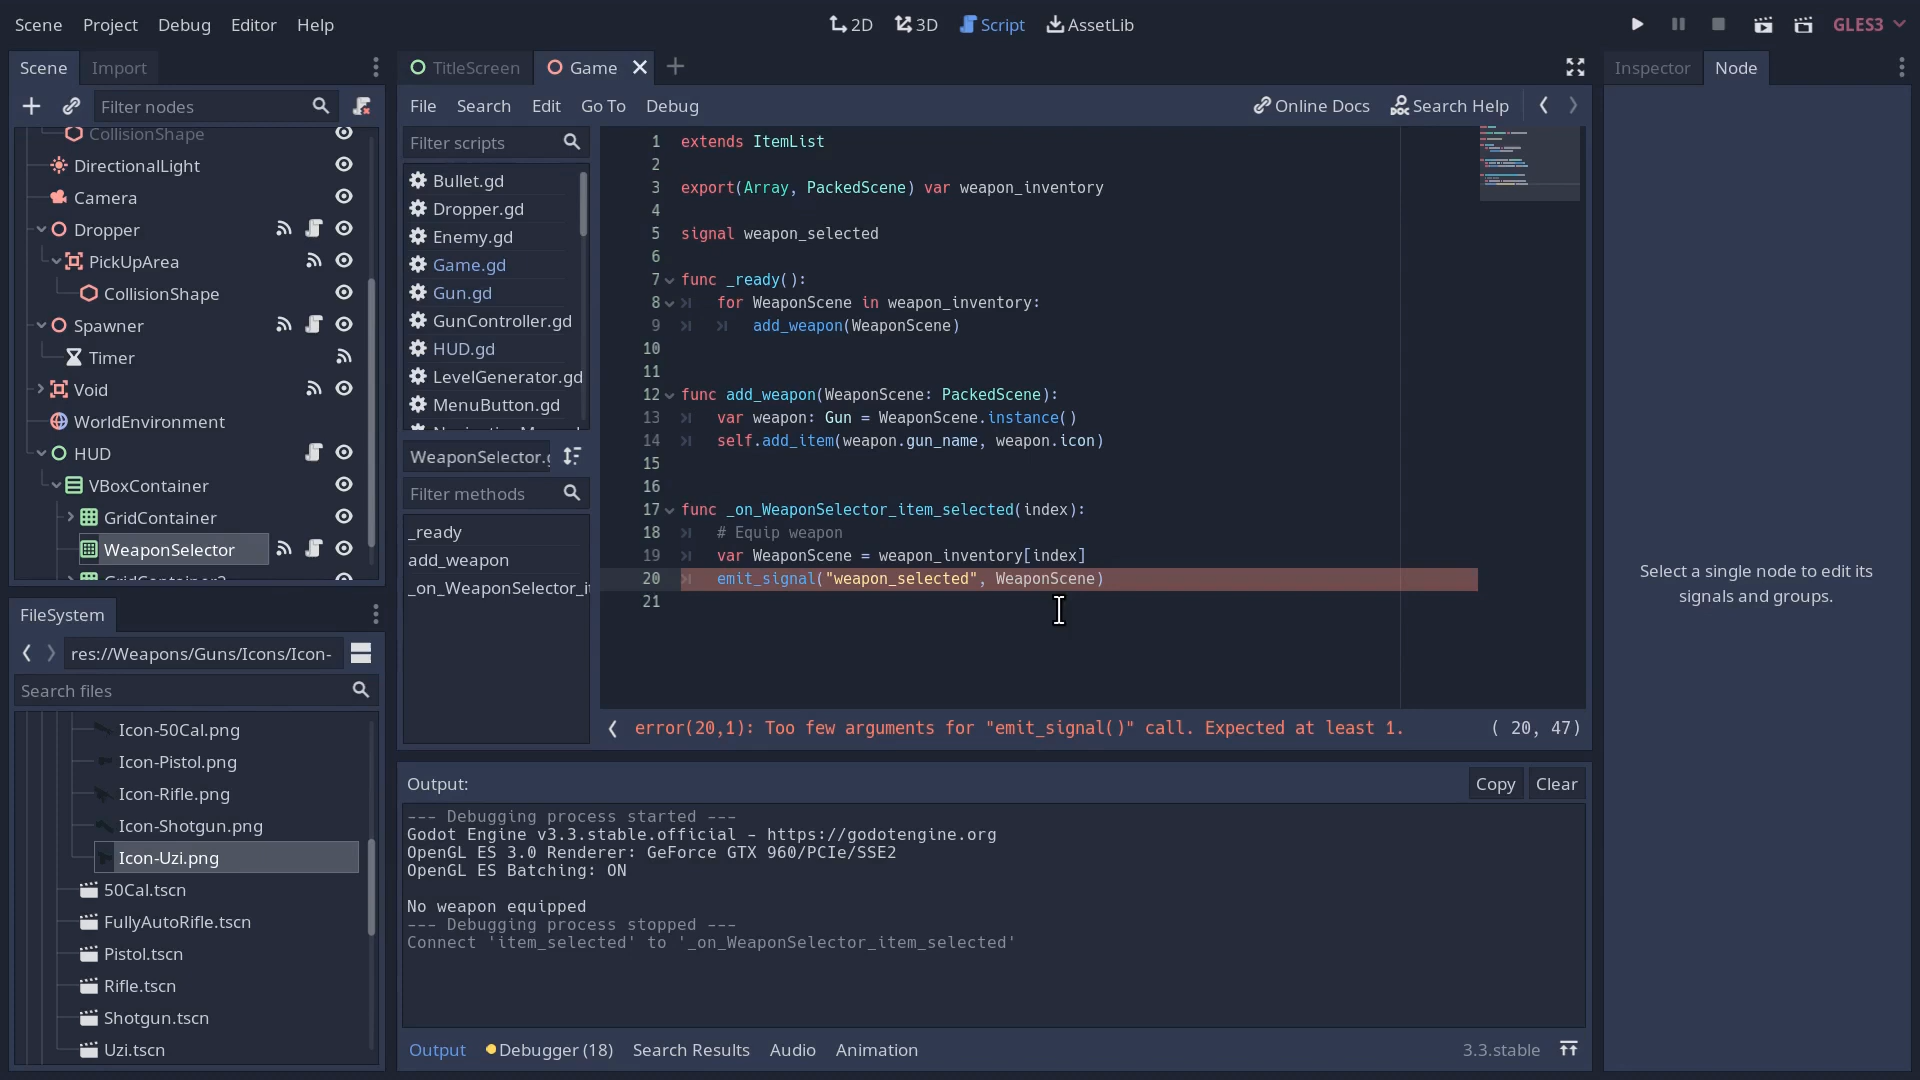 Scene Project Debug Editor Help
2D 3D Script AssetLib
GLES3
Scene Import
Filter nodes
CollisionShape
DirectionalLight
Camera
Dropper
PickUpArea
CollisionShape
Spawner
Timer
Void
WorldEnvironment
HUD
VBoxContainer
GridContainer
WeaponSelector
GridContainer2
FileSystem
res://Weapons/Guns/Icons/Icon-
Search files
Icon-50Cal.png
Icon-Pistol.png
Icon-Rifle.png
Icon-Shotgun.png
Icon-Uzi.png
50Cal.tscn
FullyAutoRifle.tscn
Pistol.tscn
Rifle.tscn
Shotgun.tscn
Uzi.tscn
TitleScreen Game
File Search Edit Go To Debug
Online Docs Search Help
Filter scripts
Bullet.gd
Dropper.gd
Enemy.gd
Game.gd
Gun.gd
GunController.gd
HUD.gd
LevelGenerator.gd
MenuButton.gd
WeaponSelector.g
Filter methods
_ready
add_weapon
_on_WeaponSelector_it
1 extends ItemList
2
3 export(Array, PackedScene) var weapon_inventory
4
5 signal weapon_selected
6
7 func _ready():
8 for WeaponScene in weapon_inventory:
9 add_weapon(WeaponScene)
10
11
12 func add_weapon(WeaponScene: PackedScene):
13 var weapon: Gun = WeaponScene.instance()
14 self.add_item(weapon.gun_name, weapon.icon)
15
16
17 func _on_WeaponSelector_item_selected(index):
18 # Equip weapon
19 var WeaponScene = weapon_inventory[index]
20 emit_signal("weapon_selected", WeaponScene)
21
error(20,1): Too few arguments for "emit_signal()" call. Expected at least 1.
( 20, 47)
Output:
Copy Clear
--- Debugging process started ---
Godot Engine v3.3.stable.official - https://godotengine.org
OpenGL ES 3.0 Renderer: GeForce GTX 960/PCIe/SSE2
OpenGL ES Batching: ON
No weapon equipped
--- Debugging process stopped ---
Connect 'item_selected' to '_on_WeaponSelector_item_selected'
Output Debugger (18) Search Results Audio Animation
3.3.stable
Inspector Node
Select a single node to edit its
signals and groups.